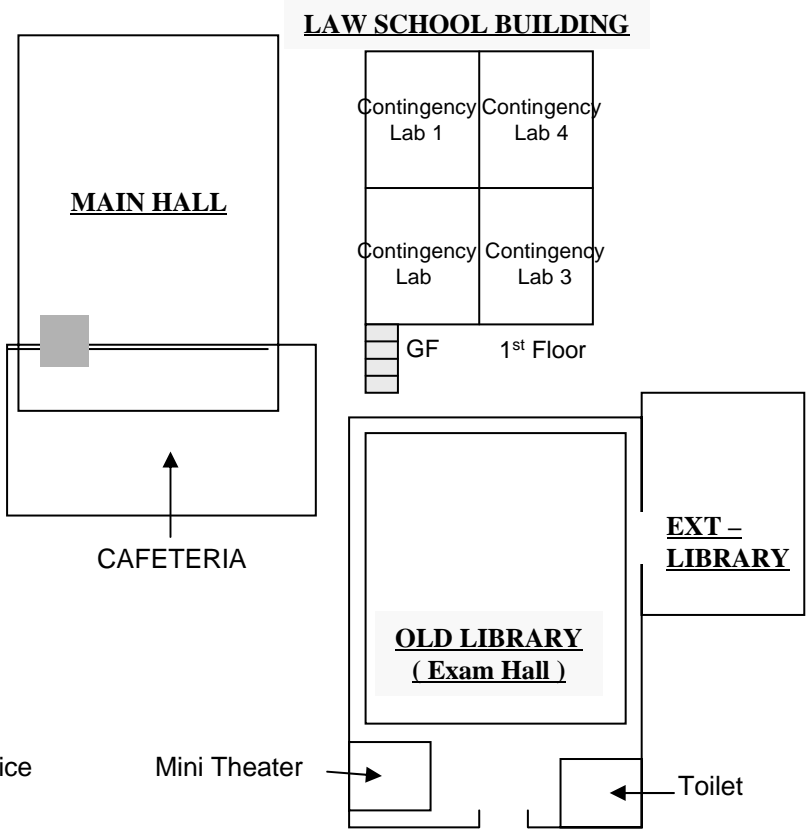 LAW SCHOOL BUILDING
Contingency
Lab 1
Contingency
Lab 4
MAIN HALL
Contingency
Lab
Contingency
Lab 3
GF
1st Floor
CAFETERIA
EXT –
LIBRARY
OLD LIBRARY
( Exam Hall )
ice
Mini Theater
Toilet